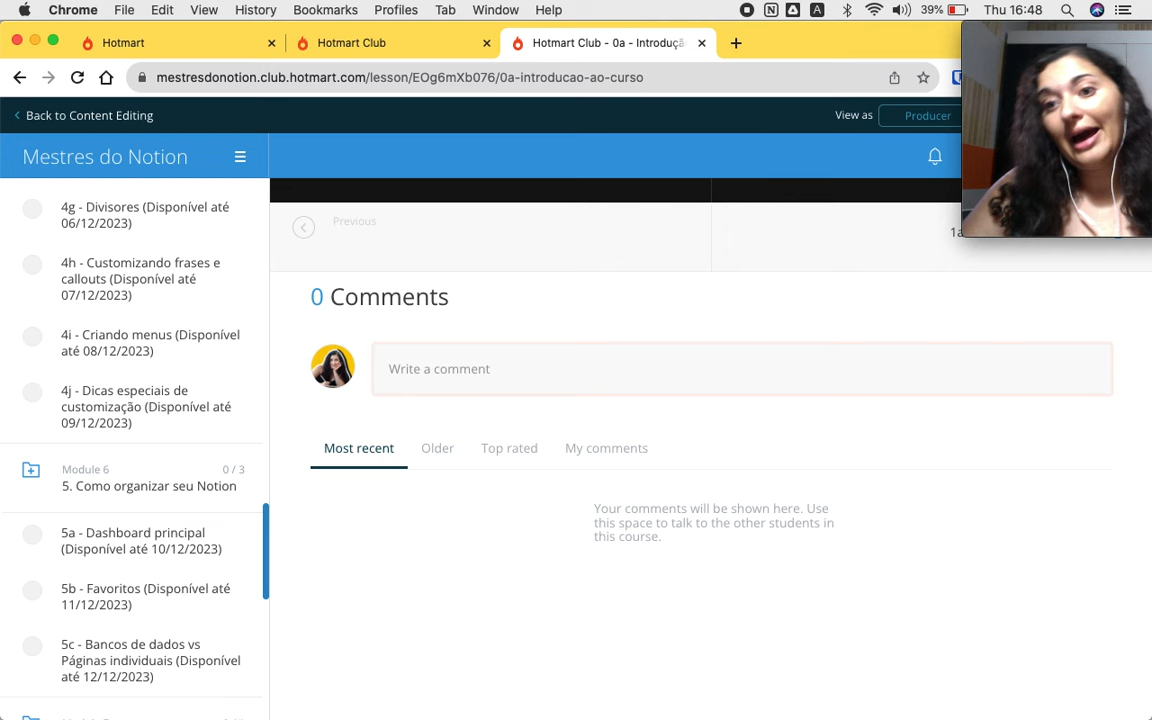 Chrome File Edit View History Bookmarks Profiles Tab Window Help 39% Thu 16:48
Hotmart
Hotmart Club
Hotmart Club - 0a - Introduçã
mestresdonotion.club.hotmart.com/lesson/EOg6mXb076/0a-introducao-ao-curso
Back to Content Editing
View as
Producer
Mestres do Notion
4g - Divisores (Disponível até
06/12/2023)
4h - Customizando frases e
callouts (Disponível até
07/12/2023)
4i - Criando menus (Disponível
até 08/12/2023)
4j - Dicas especiais de
customização (Disponível até
09/12/2023)
Module 6 0 / 3
5. Como organizar seu Notion
5a - Dashboard principal
(Disponível até 10/12/2023)
5b - Favoritos (Disponível até
11/12/2023)
5c - Bancos de dados vs
Páginas individuais (Disponível
até 12/12/2023)
Previous
0 Comments
Write a comment
Most recent
Older
Top rated
My comments
Your comments will be shown here. Use
this space to talk to the other students in
this course.